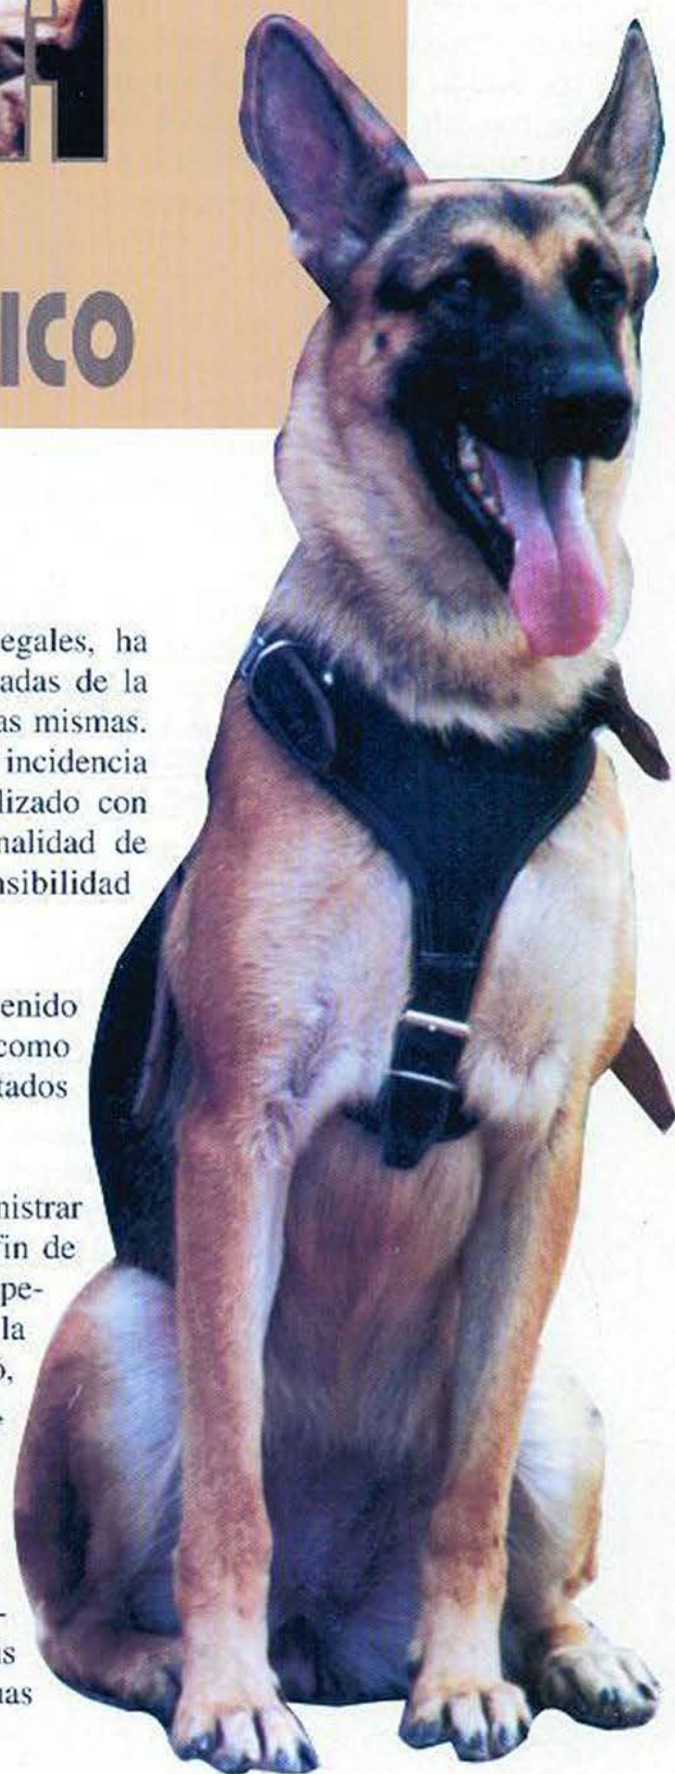 H
ICO
egales, ha
adas de la
as mismas.
incidencia
lizado con
nalidad de
nsibilidad
enido
como
tados
nistrar
fin de
pe-
la
o,
e
-
is
nas